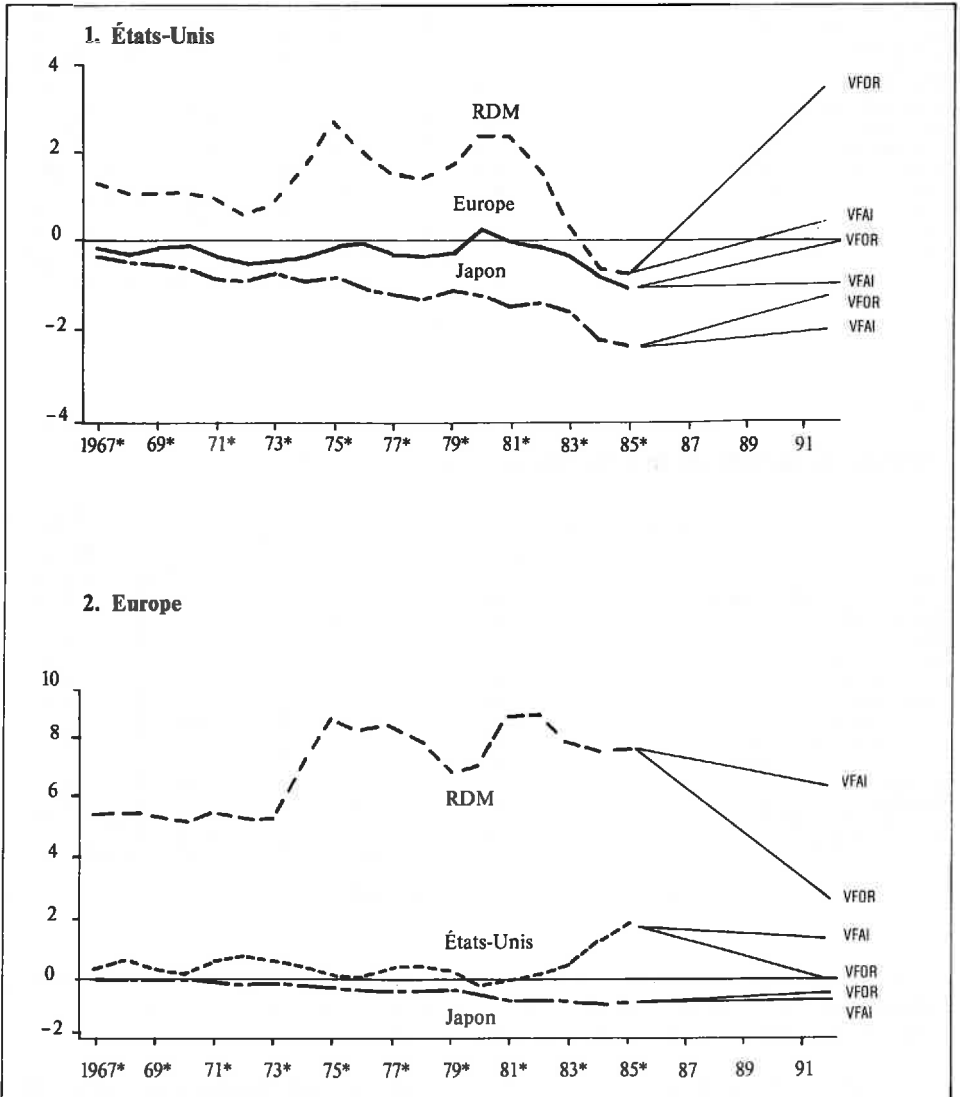 1. États-Unis
4
VFOR
RDM
2
Europe
VFAI
0
VFOR
Japon
VFAI
VFOR
-2
VFAI
-4
1967* 69* 71* 73* 75* 77* 79* 81* 83* 85* 87 89 91
2. Europe
10
8
VFAI
6
RDM
4
VFOR
2
États-Unis
VFAI
0
VFOR
VFOR
Japon
VFAI
-2
1967* 69* 71* 73* 75* 77* 79* 81* 83* 85* 87 89 91